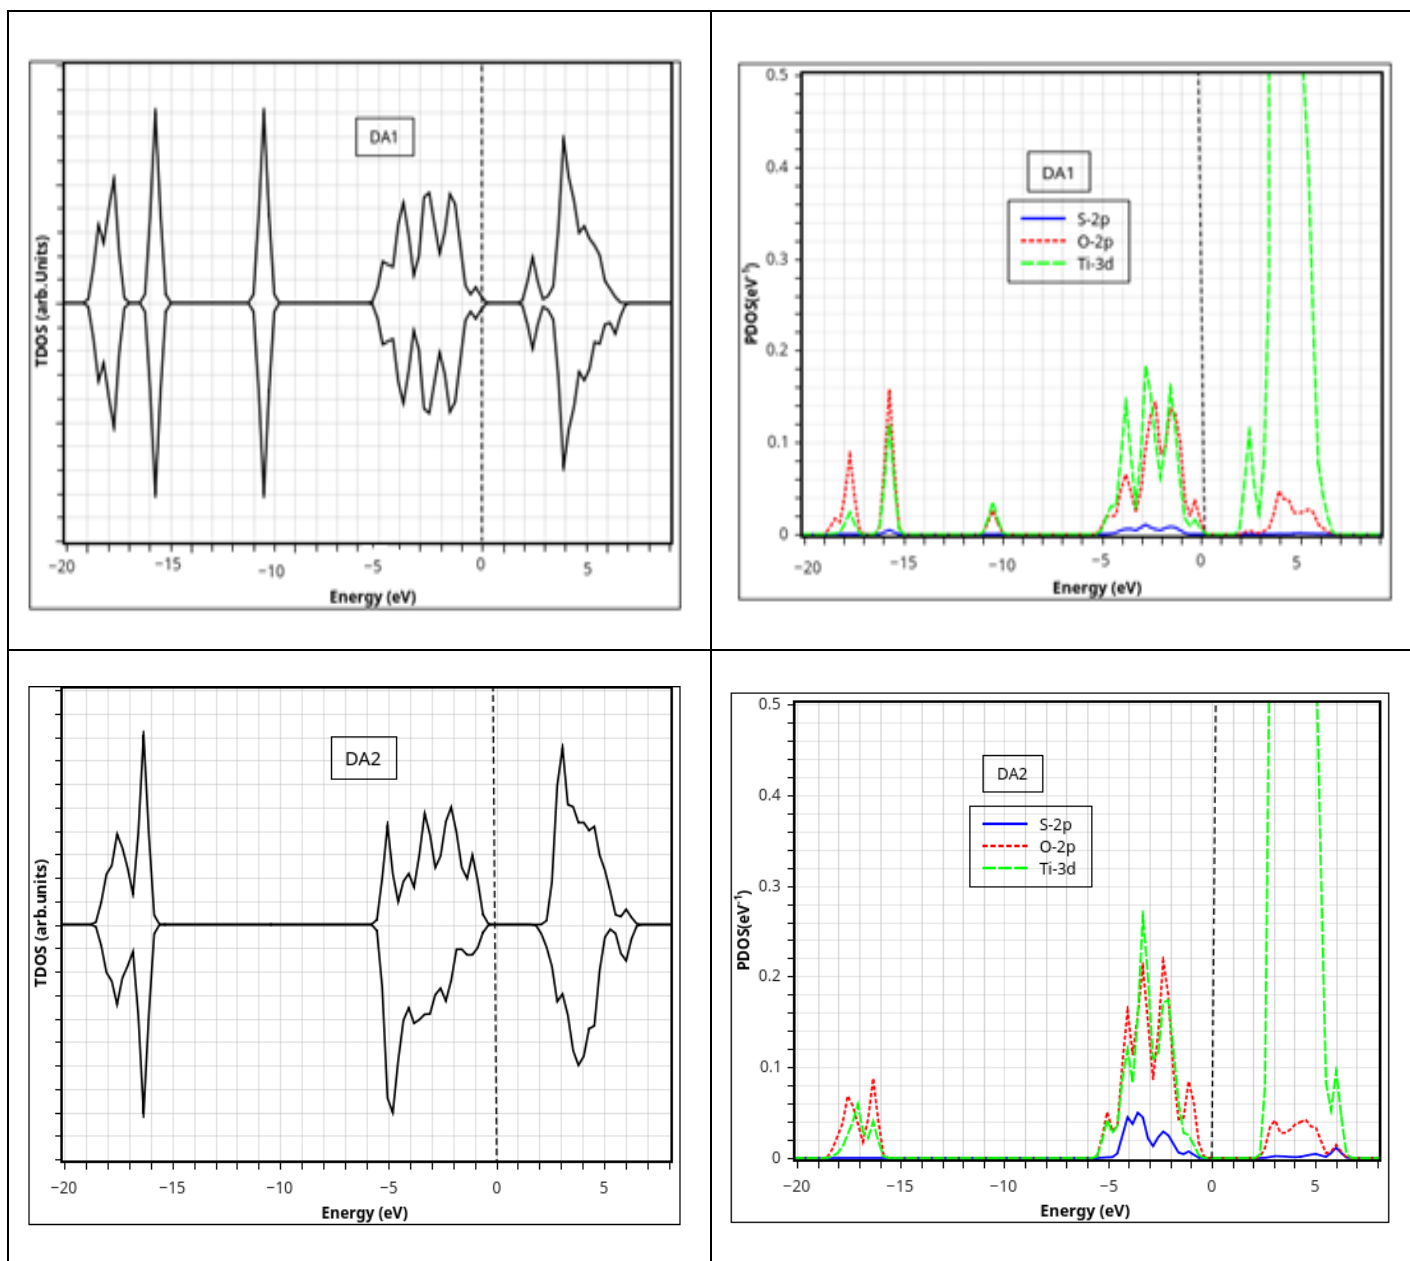 DA1
TDOS (arb.Units)
−20 −15 −10 −5 0 5
Energy (eV)
0.5
0.4
0.3
0.2
0.1
0
DA1
S-2p
O-2p
Ti-3d
PDOS(eV⁻¹)
−20 −15 −10 −5 0 5
Energy (eV)
DA2
TDOS (arb.units)
−20 −15 −10 −5 0 5
Energy (eV)
0.5
0.4
0.3
0.2
0.1
0
DA2
S-2p
O-2p
Ti-3d
PDOS(eV⁻¹)
−20 −15 −10 −5 0 5
Energy (eV)